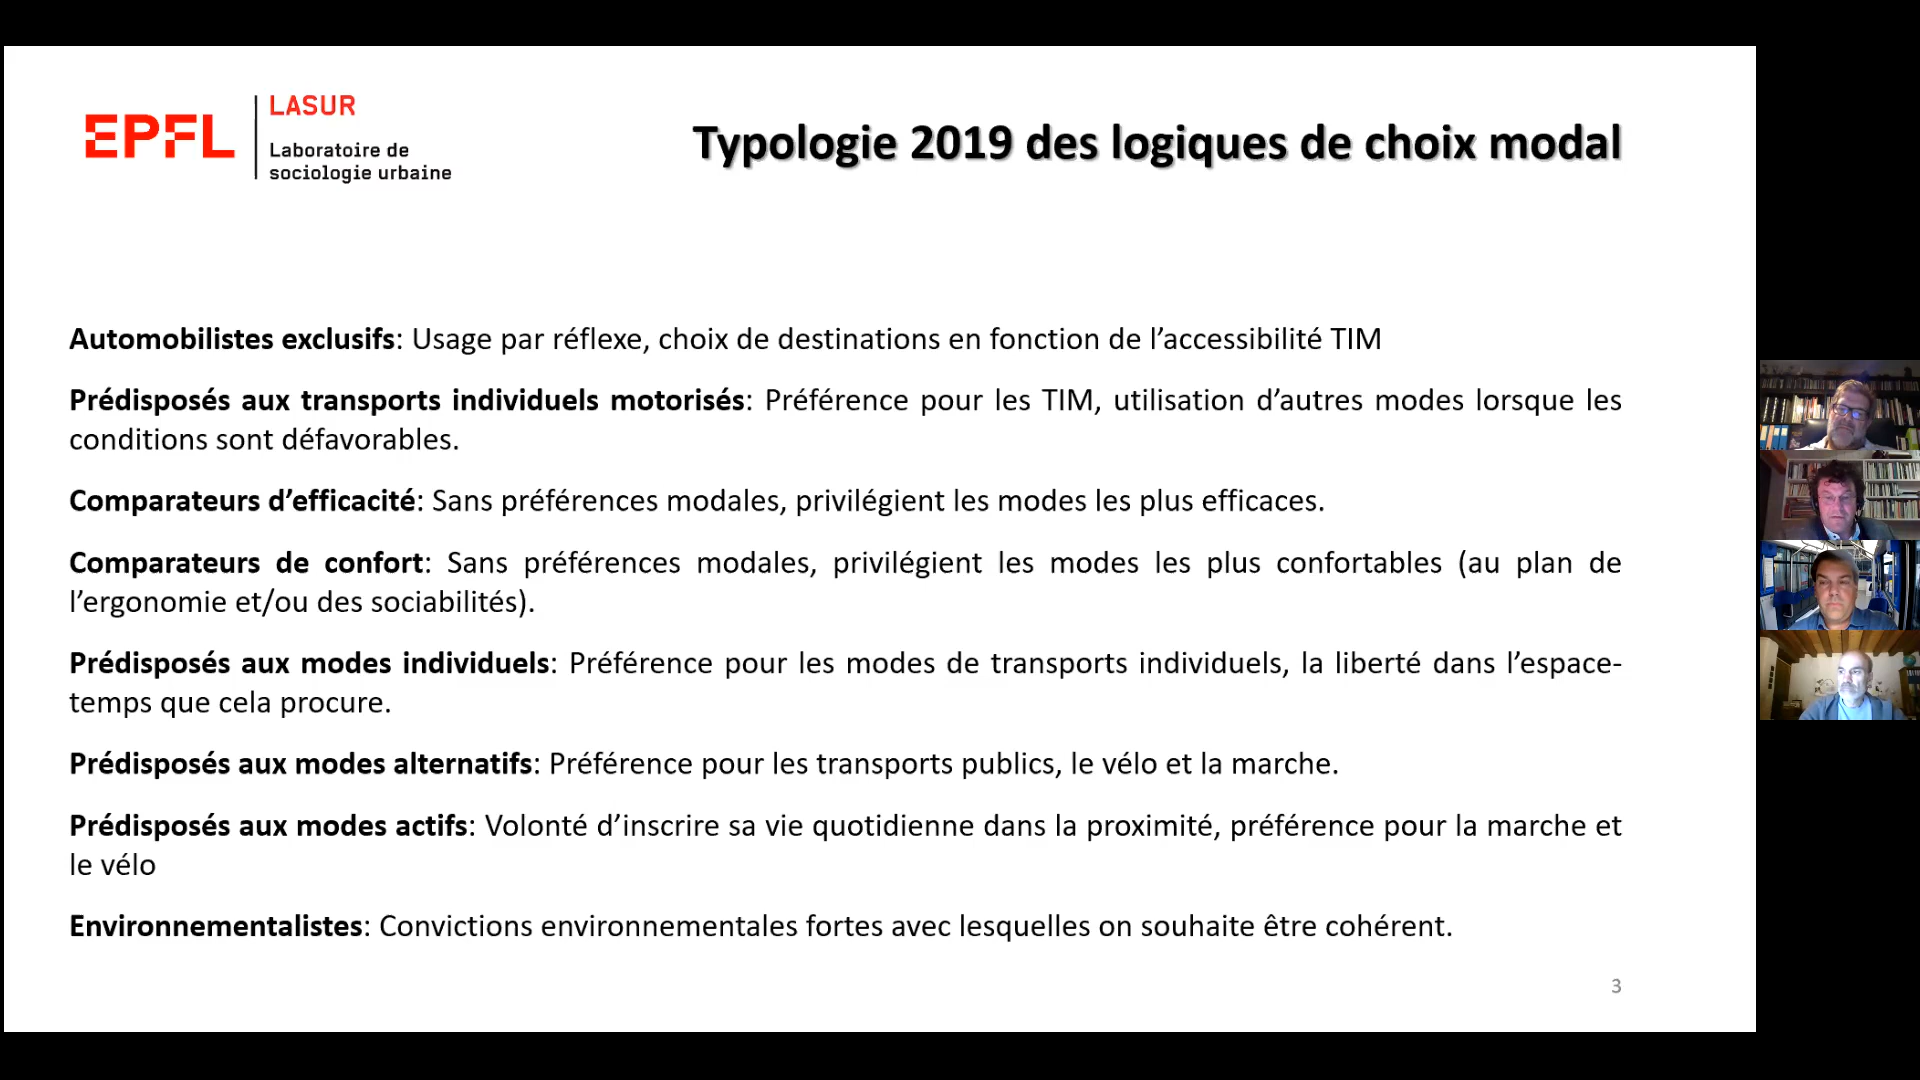 EPFL
LASUR
Laboratoire de
sociologie urbaine
Typologie 2019 des logiques de choix modal
Automobilistes exclusifs: Usage par réflexe, choix de destinations en fonction de l’accessibilité TIM
Prédisposés aux transports individuels motorisés: Préférence pour les TIM, utilisation d’autres modes lorsque les
conditions sont défavorables.
Comparateurs d’efficacité: Sans préférences modales, privilégient les modes les plus efficaces.
Comparateurs de confort: Sans préférences modales, privilégient les modes les plus confortables (au plan de
l’ergonomie et/ou des sociabilités).
Prédisposés aux modes individuels: Préférence pour les modes de transports individuels, la liberté dans l’espace-
temps que cela procure.
Prédisposés aux modes alternatifs: Préférence pour les transports publics, le vélo et la marche.
Prédisposés aux modes actifs: Volonté d’inscrire sa vie quotidienne dans la proximité, préférence pour la marche et
le vélo
Environnementalistes: Convictions environnementales fortes avec lesquelles on souhaite être cohérent.
3